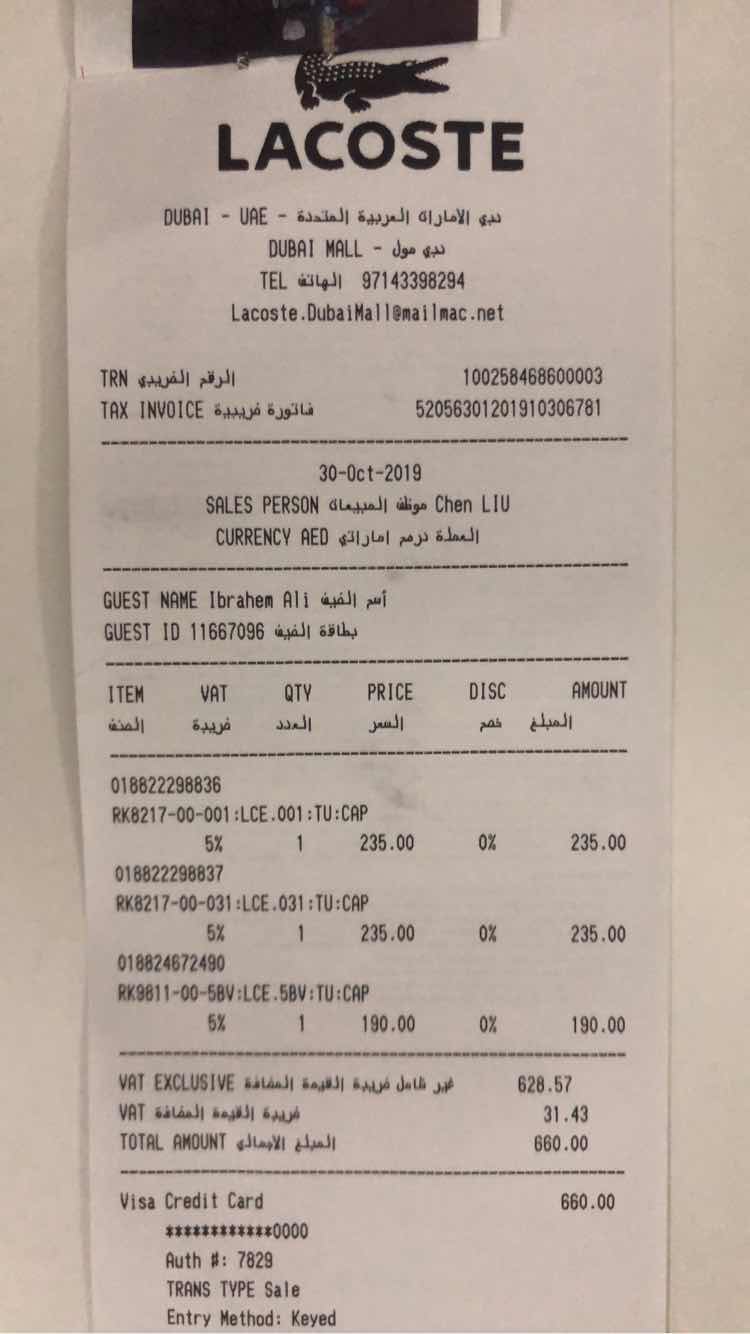 LACOSTE
DUBAI - UAE - دبي الامارات العربية المتحدة
DUBAI MALL - دبي مول
TEL الهاتف 97143398294
Lacoste.DubaiMall@mailmac.net
TRN الرقم الضريبي 100258468600003
TAX INVOICE فاتورة ضريبية 52056301201910306781
30-Oct-2019
SALES PERSON موظف المبيعات Chen LIU
CURRENCY AED العملة درهم اماراتي
GUEST NAME Ibrahem Ali أسم الضيف
GUEST ID 11667096 بطاقة الضيف
ITEM VAT QTY PRICE DISC AMOUNT
الصنف ضريبة العدد السعر خصم المبلغ
018822298836
RK8217-00-001:LCE.001:TU:CAP
5% 1 235.00 0% 235.00
018822298837
RK8217-00-031:LCE.031:TU:CAP
5% 1 235.00 0% 235.00
018824672490
RK9811-00-5BV:LCE.5BV:TU:CAP
5% 1 190.00 0% 190.00
VAT EXCLUSIVE غير شامل ضريبة القيمة المضافة 628.57
VAT ضريبة القيمة المضافة 31.43
TOTAL AMOUNT المبلغ الاجمالي 660.00
Visa Credit Card 660.00
************0000
Auth #: 7829
TRANS TYPE Sale
Entry Method: Keyed